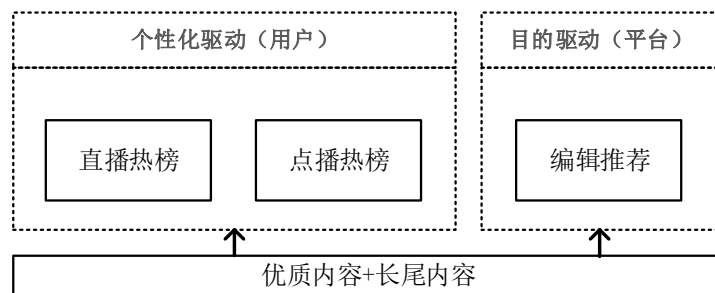 个性化驱动（用户）
目的驱动（平台）
直播热榜
点播热榜
编辑推荐
优质内容+长尾内容